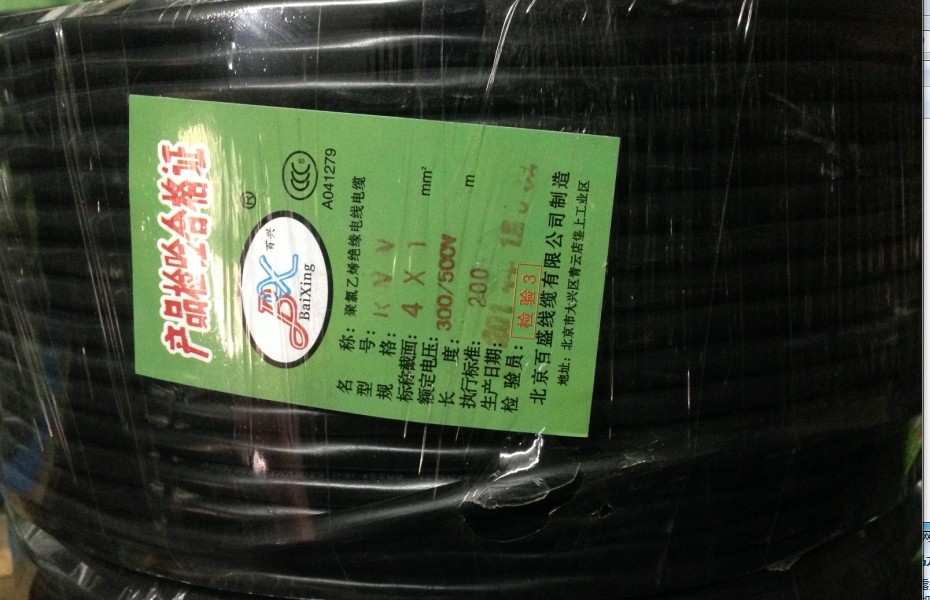 产品检验合格证
百兴
BaiXing
®
CCC
S
A041279
名 称: 聚氯乙烯绝缘电线电缆
型 号: KVV
规 格:
标称截面: 4X1 mm²
额定电压: 300/500V
长 度: 200 m
执行标准:
生产日期:
检 验 员: 检验3
北京百盛线缆有限公司制造
地址: 北京市大兴区青云店堡上工业区